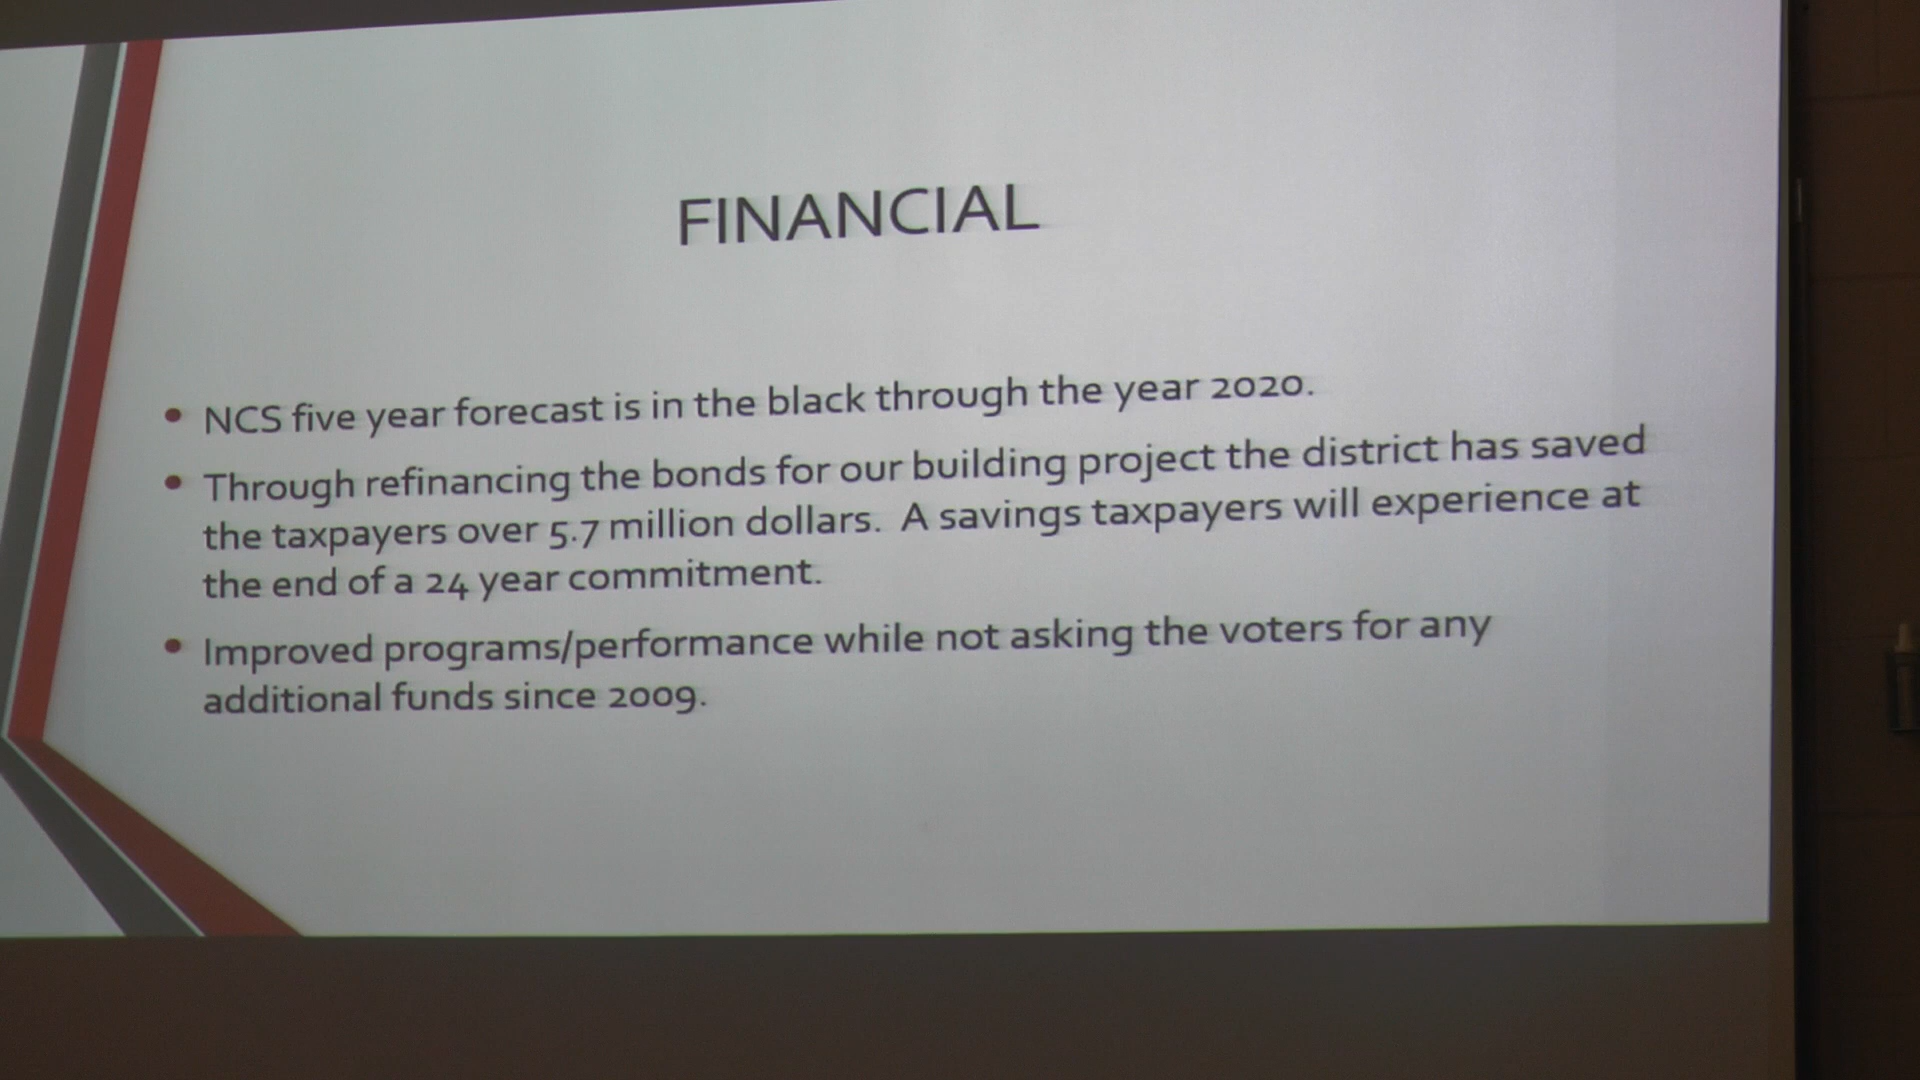 FINANCIAL
• NCS five year forecast is in the black through the year 2020.
• Through refinancing the bonds for our building project the district has saved
the taxpayers over 5.7 million dollars.  A savings taxpayers will experience at
the end of a 24 year commitment.
• Improved programs/performance while not asking the voters for any
additional funds since 2009.